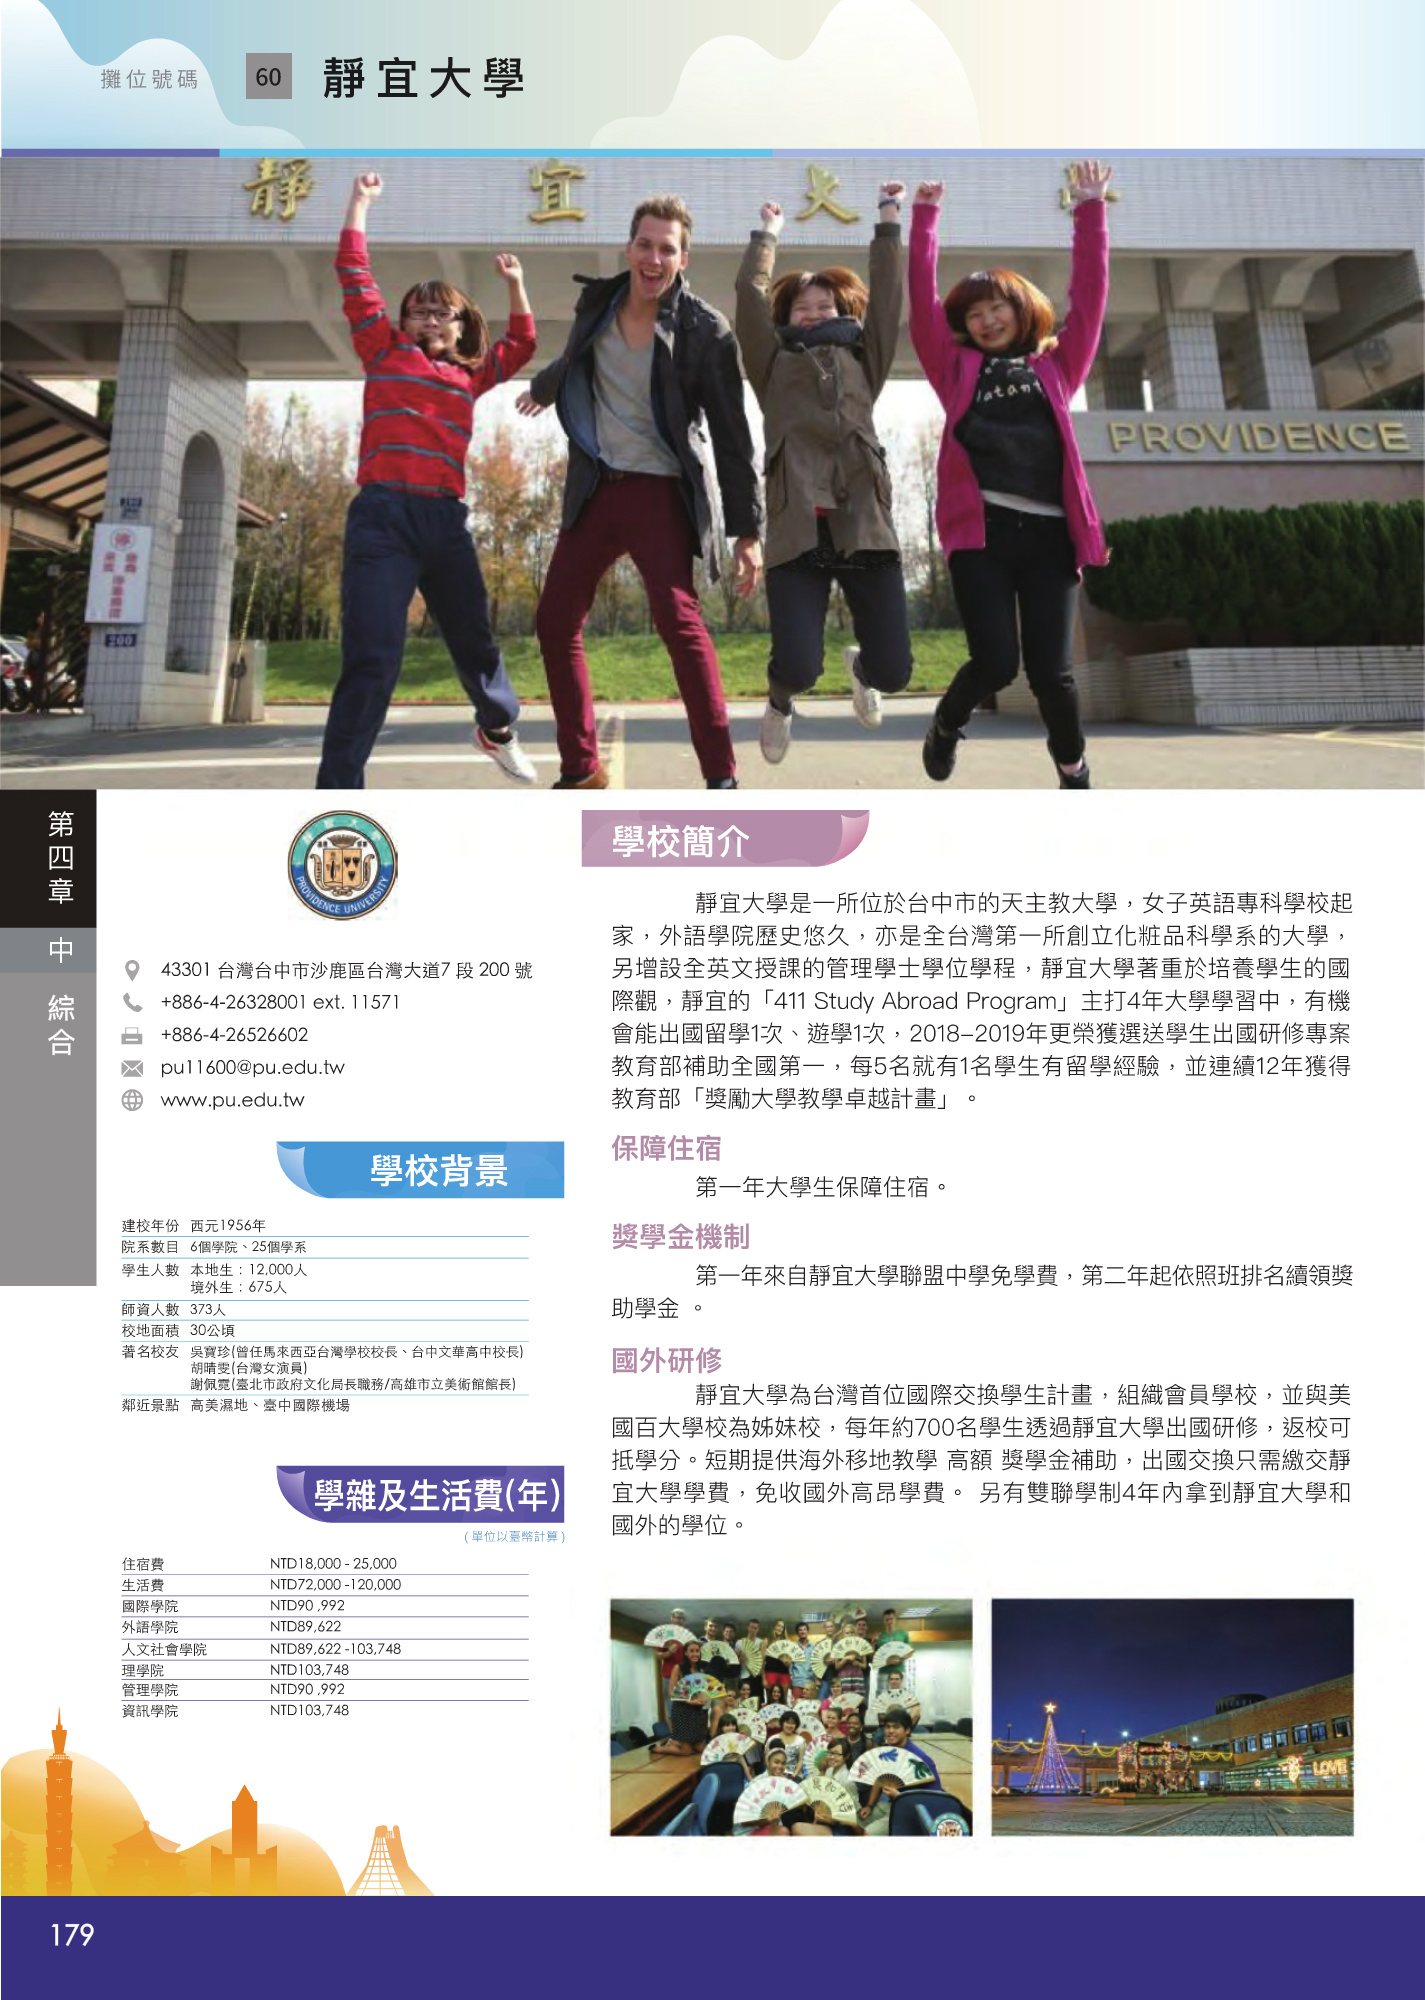 攤位號碼 60 靜宜大學
靜宜大
PROVIDENCE
latant
停
200
第四章
中
綜合
靜宜大學
PROVIDENCE UNIVERSITY
43301 台灣台中市沙鹿區台灣大道7 段 200 號
+886-4-26328001 ext. 11571
+886-4-26526602
pu11600@pu.edu.tw
www.pu.edu.tw
學校背景
建校年份 西元1956年
院系數目 6個學院、25個學系
學生人數 本地生：12,000人
境外生：675人
師資人數 373人
校地面積 30公頃
著名校友 吳寶珍(曾任馬來西亞台灣學校校長、台中文華高中校長)
胡晴雯(台灣女演員)
謝佩霓(臺北市政府文化局長職務/高雄市立美術館館長)
鄰近景點 高美濕地、臺中國際機場
學雜及生活費(年)
( 單位以臺幣計算 )
住宿費 NTD18,000 - 25,000
生活費 NTD72,000 -120,000
國際學院 NTD90 ,992
外語學院 NTD89,622
人文社會學院 NTD89,622 -103,748
理學院 NTD103,748
管理學院 NTD90 ,992
資訊學院 NTD103,748
學校簡介
靜宜大學是一所位於台中市的天主教大學，女子英語專科學校起
家，外語學院歷史悠久，亦是全台灣第一所創立化粧品科學系的大學，
另增設全英文授課的管理學士學位學程，靜宜大學著重於培養學生的國
際觀，靜宜的「411 Study Abroad Program」主打4年大學學習中，有機
會能出國留學1次、遊學1次，2018-2019年更榮獲選送學生出國研修專案
教育部補助全國第一，每5名就有1名學生有留學經驗，並連續12年獲得
教育部「獎勵大學教學卓越計畫」。
保障住宿
第一年大學生保障住宿。
獎學金機制
第一年來自靜宜大學聯盟中學免學費，第二年起依照班排名續領獎
助學金 。
國外研修
靜宜大學為台灣首位國際交換學生計畫，組織會員學校，並與美
國百大學校為姊妹校，每年約700名學生透過靜宜大學出國研修，返校可
抵學分。短期提供海外移地教學 高額 獎學金補助，出國交換只需繳交靜
宜大學學費，免收國外高昂學費。 另有雙聯學制4年內拿到靜宜大學和
國外的學位。
LOVE
179